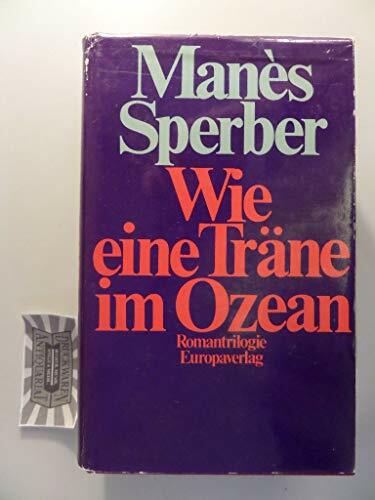 Manès
Sperber
Wie
eine Träne
im Ozean
Romantrilogie
Europaverlag